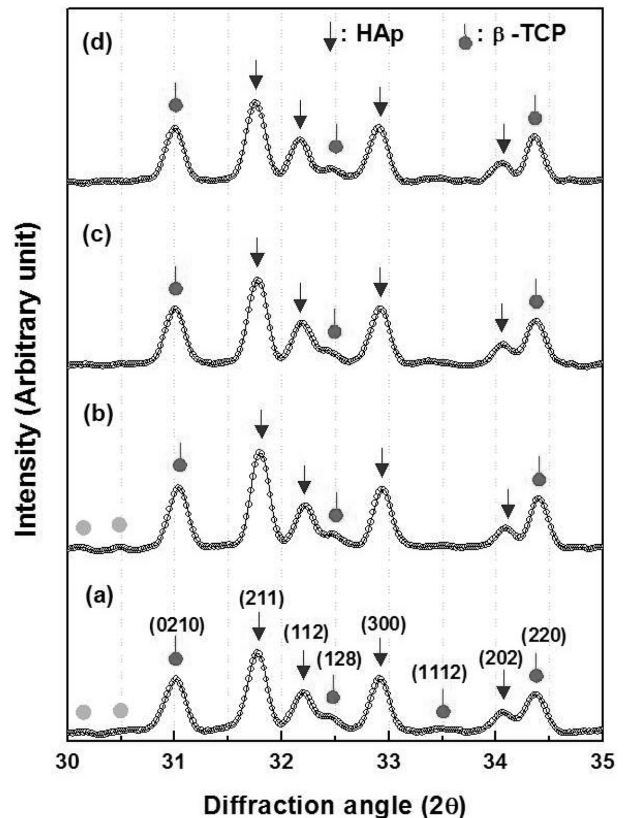 (d) : HAp : β -TCP
(c)
(b)
(a)
(0210) (211) (112) (128) (300) (1112) (202) (220)
30 31 32 33 34 35
Diffraction angle (2θ)
Intensity (Arbitrary unit)